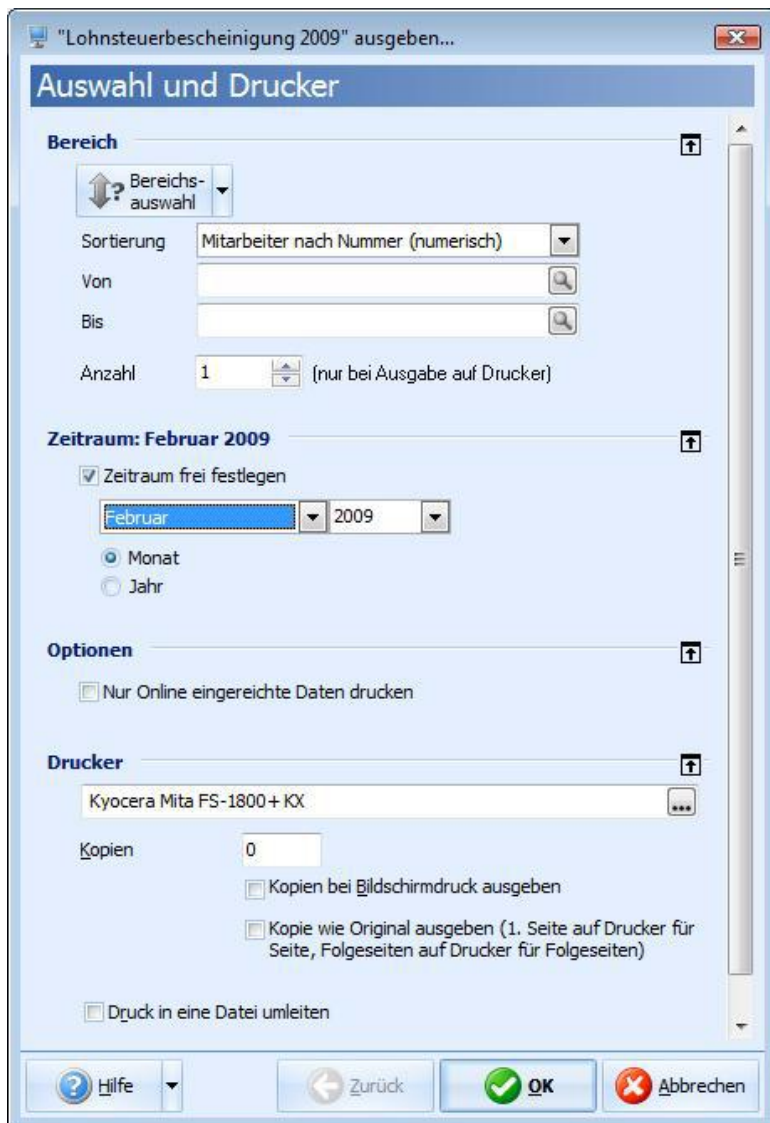 "Lohnsteuerbescheinigung 2009" ausgeben...
Auswahl und Drucker
Bereich
Bereichs-
auswahl
Sortierung Mitarbeiter nach Nummer (numerisch)
Von
Bis
Anzahl 1 (nur bei Ausgabe auf Drucker)
Zeitraum: Februar 2009
Zeitraum frei festlegen
Februar 2009
Monat
Jahr
Optionen
Nur Online eingereichte Daten drucken
Drucker
Kyocera Mita FS-1800+ KX
Kopien 0
Kopien bei Bildschirmdruck ausgeben
Kopie wie Original ausgeben (1. Seite auf Drucker für
Seite, Folgeseiten auf Drucker für Folgeseiten)
Druck in eine Datei umleiten
Hilfe Zurück OK Abbrechen